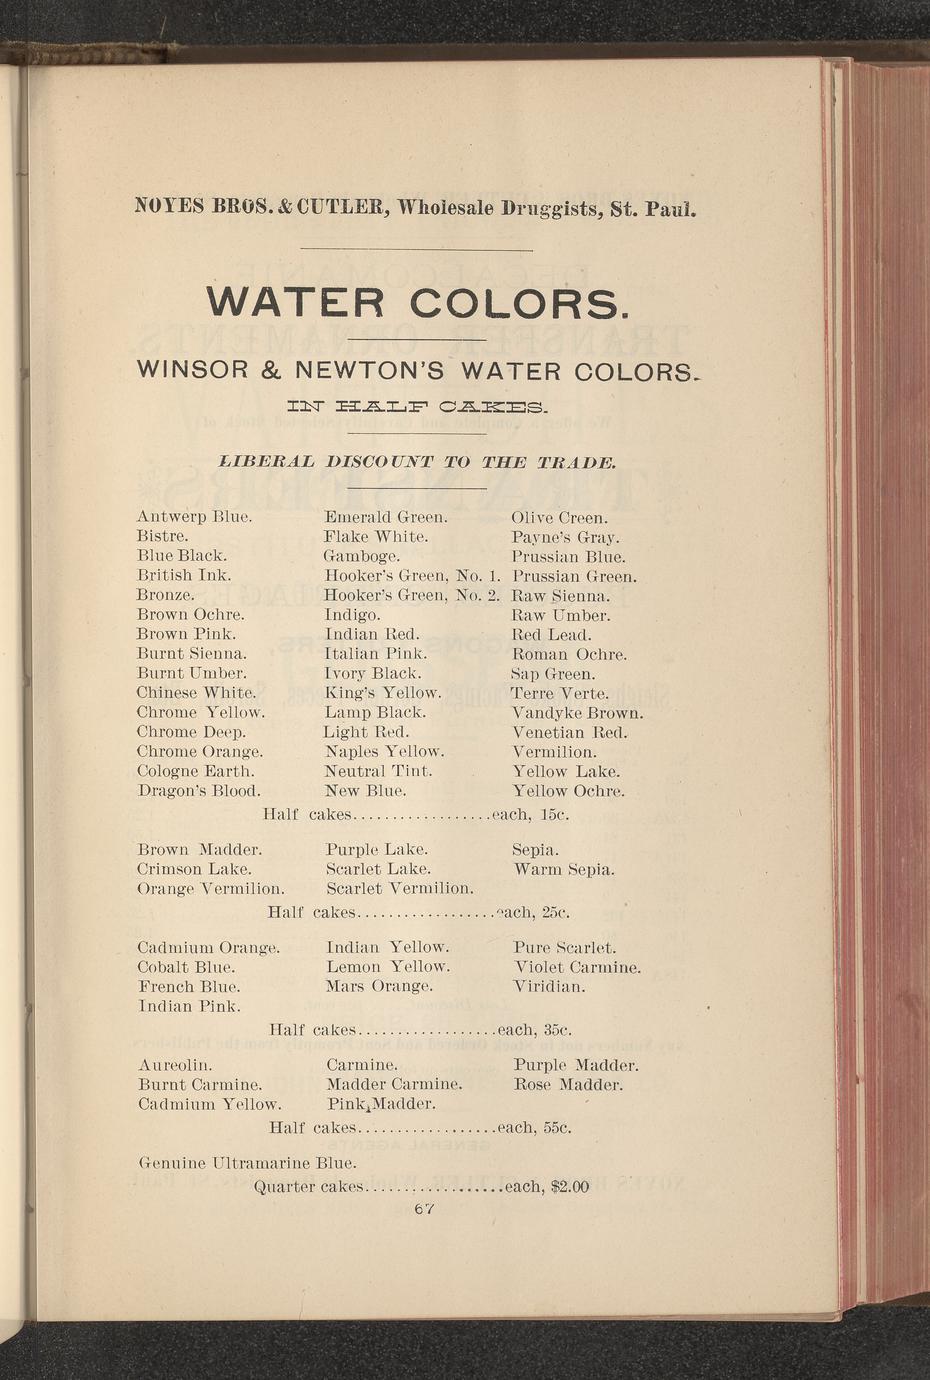 NOYES BROS. & CUTLER, Wholesale Druggists, St. Paul.
WATER COLORS.
WINSOR & NEWTON'S WATER COLORS.
IN HALF CAKES.
LIBERAL DISCOUNT TO THE TRADE.
Antwerp Blue. Emerald Green. Olive Creen.
Bistre. Flake White. Payne's Gray.
Blue Black. Gamboge. Prussian Blue.
British Ink. Hooker's Green, No. 1. Prussian Green.
Bronze. Hooker's Green, No. 2. Raw Sienna.
Brown Ochre. Indigo. Raw Umber.
Brown Pink. Indian Red. Red Lead.
Burnt Sienna. Italian Pink. Roman Ochre.
Burnt Umber. Ivory Black. Sap Green.
Chinese White. King's Yellow. Terre Verte.
Chrome Yellow. Lamp Black. Vandyke Brown.
Chrome Deep. Light Red. Venetian Red.
Chrome Orange. Naples Yellow. Vermilion.
Cologne Earth. Neutral Tint. Yellow Lake.
Dragon's Blood. New Blue. Yellow Ochre.
Half cakes..................each, 15c.
Brown Madder. Purple Lake. Sepia.
Crimson Lake. Scarlet Lake. Warm Sepia.
Orange Vermilion. Scarlet Vermilion.
Half cakes..................each, 25c.
Cadmium Orange. Indian Yellow. Pure Scarlet.
Cobalt Blue. Lemon Yellow. Violet Carmine.
French Blue. Mars Orange. Viridian.
Indian Pink.
Half cakes..................each, 35c.
Aureolin. Carmine. Purple Madder.
Burnt Carmine. Madder Carmine. Rose Madder.
Cadmium Yellow. Pink Madder.
Half cakes..................each, 55c.
Genuine Ultramarine Blue.
Quarter cakes..................each, $2.00
67